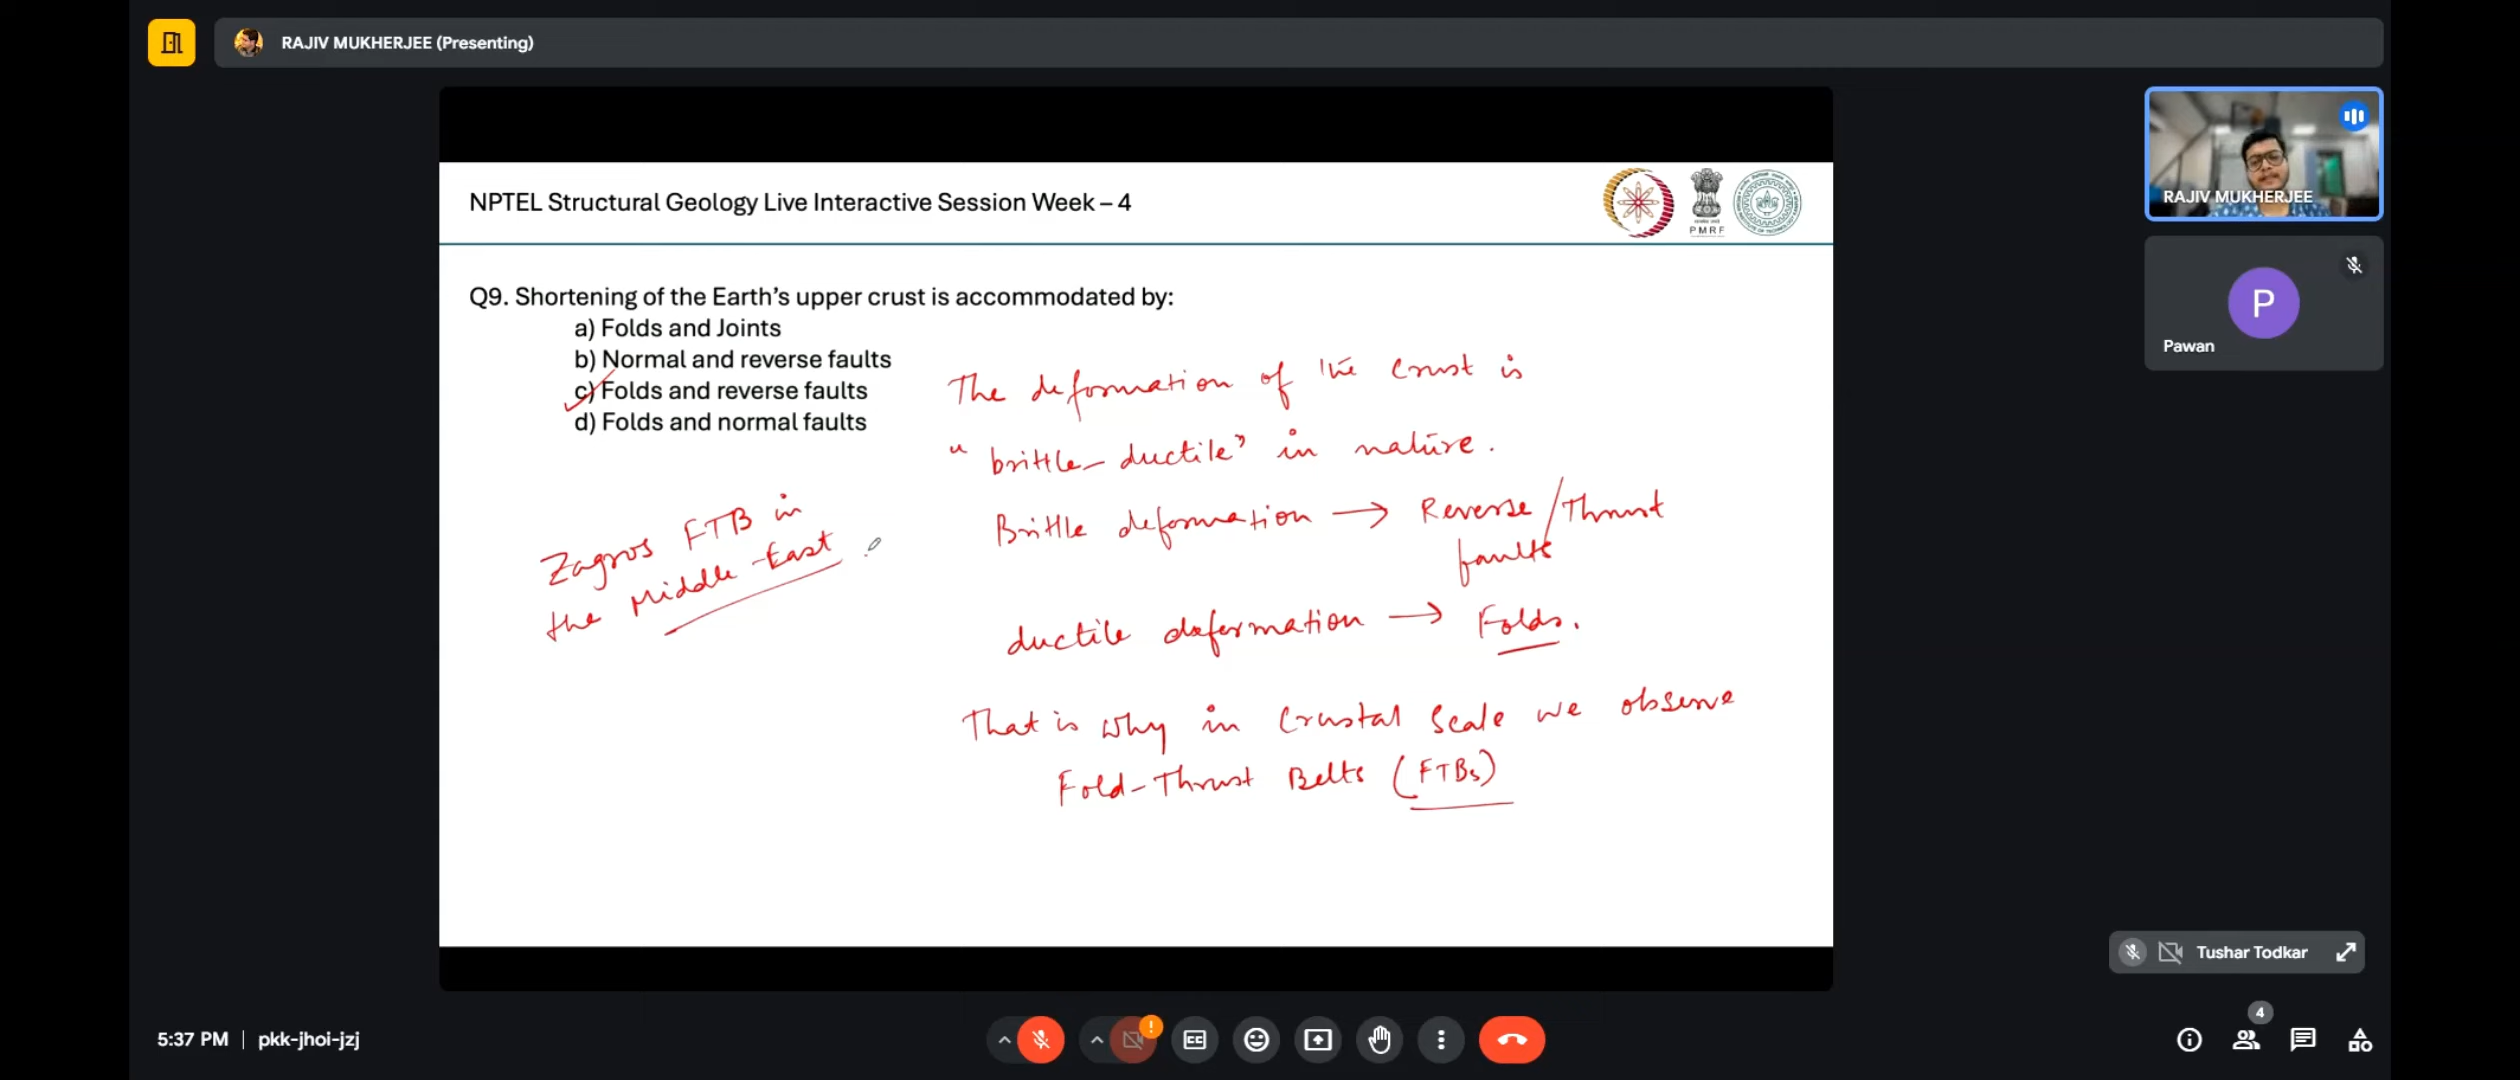 RAJIV MUKHERJEE (Presenting)
NPTEL Structural Geology Live Interactive Session Week – 4
PMRF
Q9. Shortening of the Earth's upper crust is accommodated by:
a) Folds and Joints
b) Normal and reverse faults
c) Folds and reverse faults
d) Folds and normal faults
The deformation of the crust is
"brittle-ductile" in nature.
Brittle deformation → Reverse/Thrust
faults
ductile deformation → Folds.
That is why in crustal scale we observe
Fold-Thrust Belts (FTBs)
Zagros FTB in
the Middle-East
RAJIV MUKHERJEE
P
Pawan
Tushar Todkar
5:37 PM | pkk-jhoi-jzj
!
CC
4